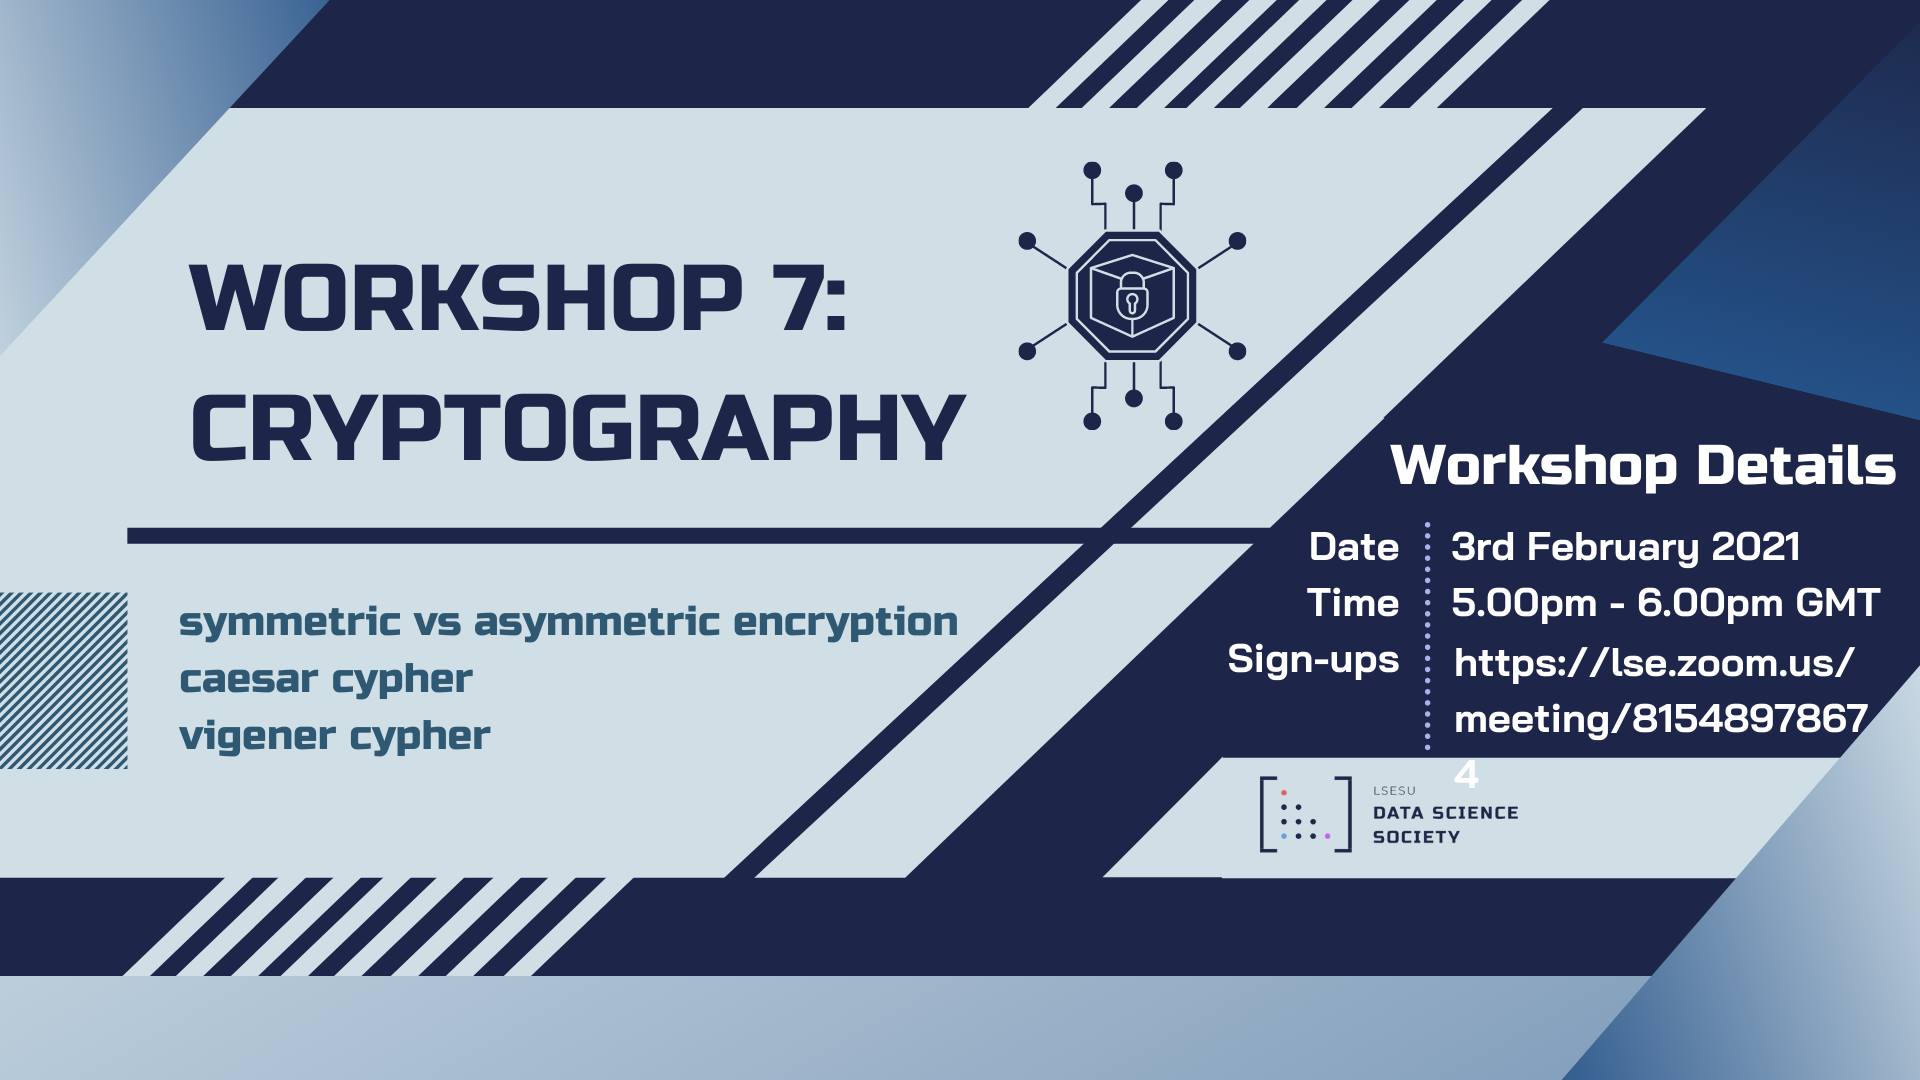 WORKSHOP 7:
CRYPTOGRAPHY
symmetric vs asymmetric encryption
caesar cypher
vigener cypher
Workshop Details
Date 3rd February 2021
Time 5.00pm - 6.00pm GMT
Sign-ups https://lse.zoom.us/
meeting/8154897867
4
LSESU
DATA SCIENCE
SOCIETY